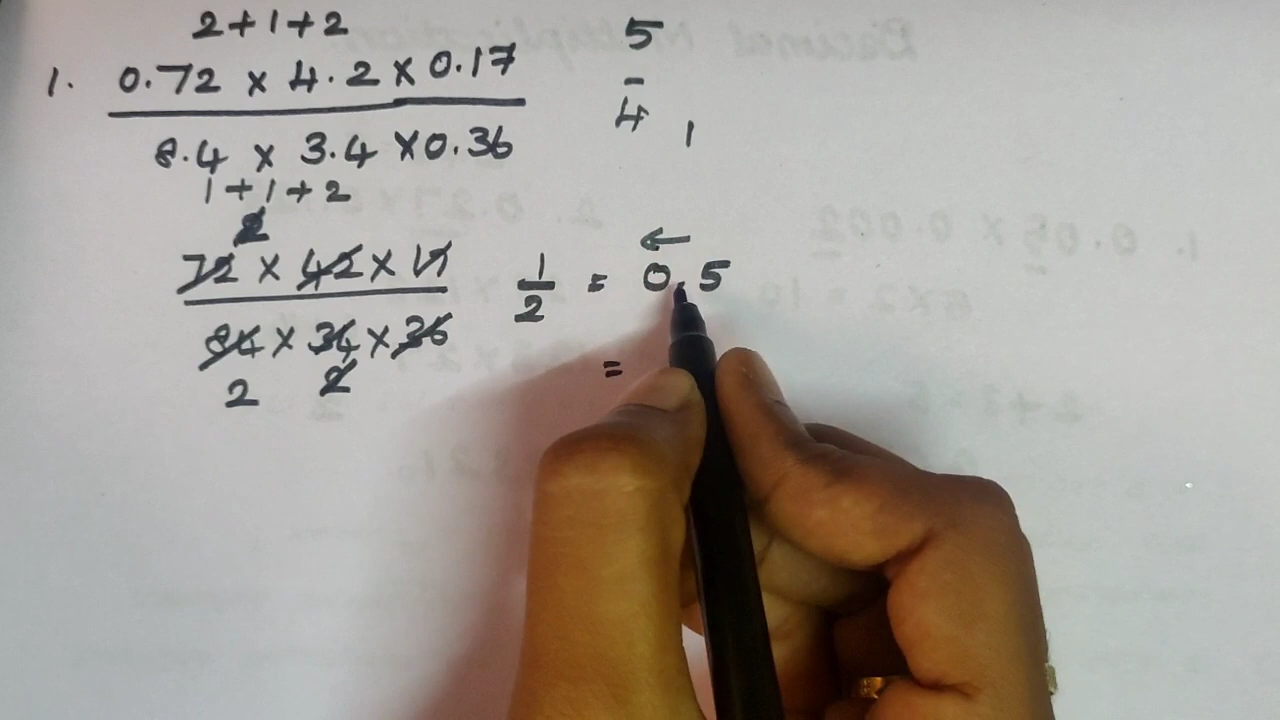 2+1+2
1. 0.72 x 4.2 x 0.17
8.4 x 3.4 x 0.36
1+1+2
5
-
4 1
2
72 x 42 x 17
84 x 34 x 36
2 2
1/2 = 0.5
←
=